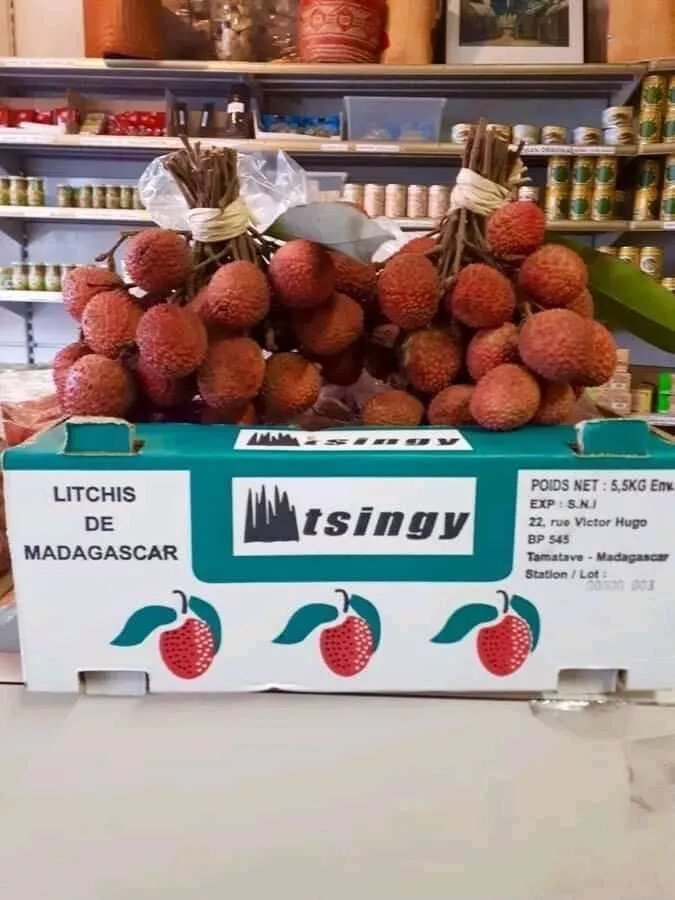 tsingy
LITCHIS
DE
MADAGASCAR
tsingy
POIDS NET : 5,5KG Env.
EXP : S.N.I
22, rue Victor Hugo
BP 545
Tamatave - Madagascar
Station / Lot :